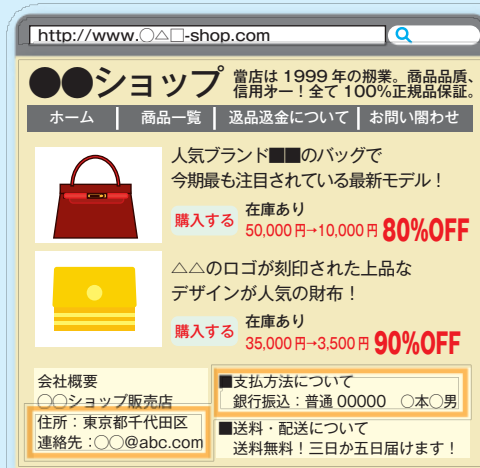 http://www.○△□-shop.com
●●ショップ
当店は1999年の剏業。商品品質、
信用㐧一！全て100%正規品保証。
ホーム 商品一覧 返品返金について お問い閤わせ
人気ブランド■■のバッグで
今期最も注目されている最新モデル！
購入する
在庫あり
50,000円→10,000円 80%OFF
△△のロゴが刻印された上品な
デザインが人気の財布！
購入する
在庫あり
35,000円→3,500円 90%OFF
会社概要
○○ショップ販売店
住所：東京都千代田区
連絡先：○○@abc.com
■支払方法について
銀行振込：普通00000 ○本○男
■送料・配送について
送料無料！三日か五日届けます！